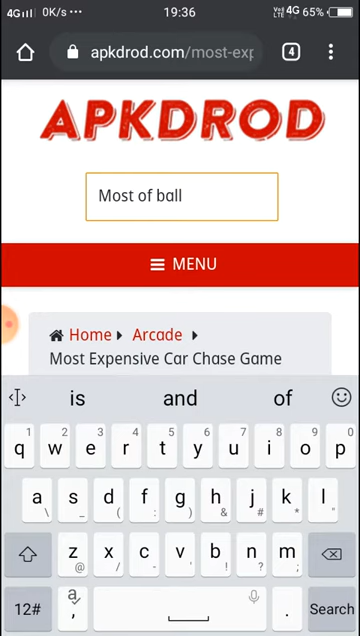 4G 0K/s ··· 19:36 Vo) LTE 4G 65%
apkdrod.com/most-exp 4
APKDROD
Most of ball
≡ MENU
Home Arcade
Most Expensive Car Chase Game
is and of
1 2 3 4 5 6 7 8 9 0
q w e r t y u i o p
a s d f g h j k l
\ _ ( : ) & # * "
z x c v b n m
@ / - ' ! ? ;
12# a , . Search